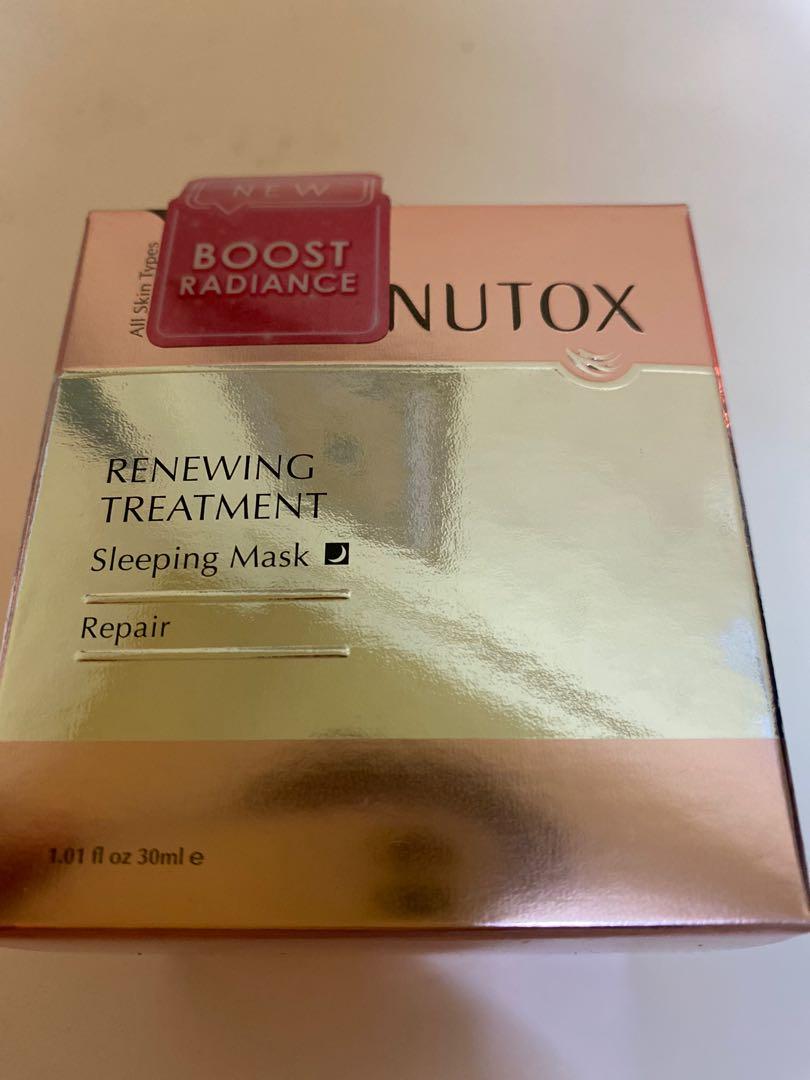 NEW
BOOST
RADIANCE
All Skin Types
NUTOX
RENEWING
TREATMENT
Sleeping Mask
Repair
1.01 fl oz 30ml e